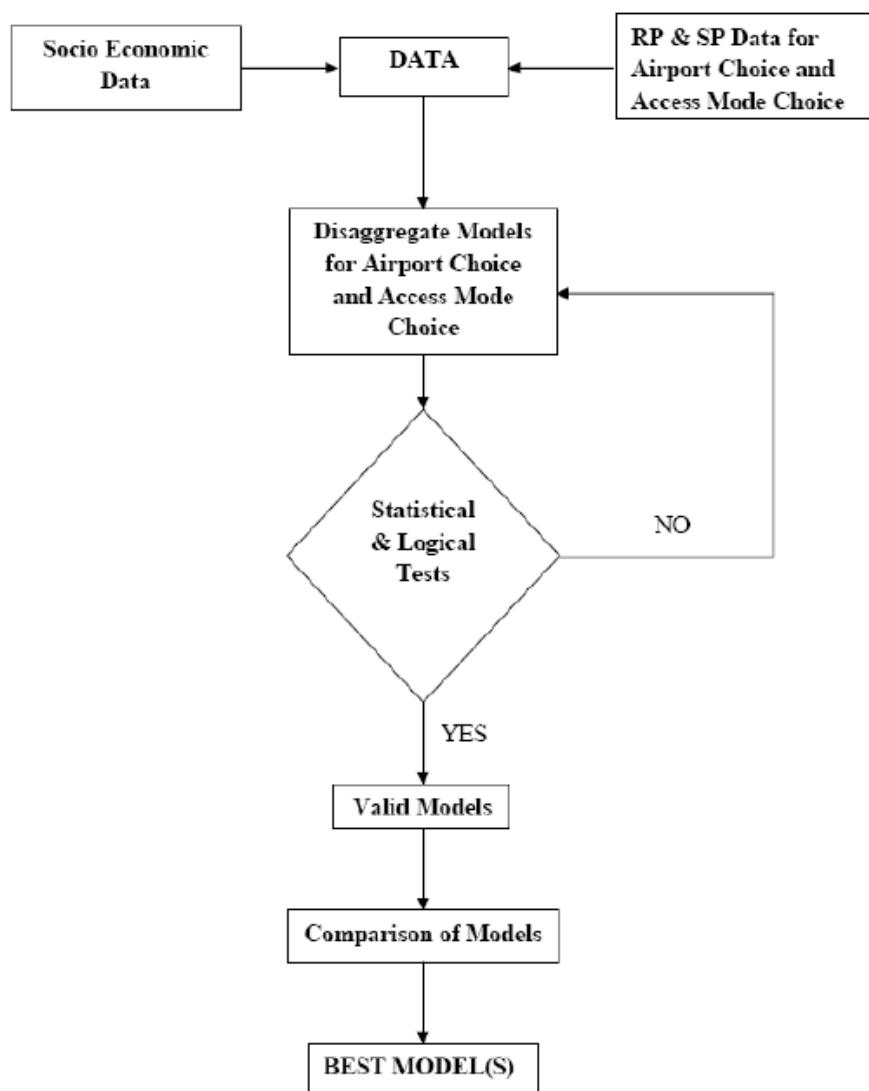 Socio Economic
Data
DATA
RP & SP Data for
Airport Choice and
Access Mode Choice
Disaggregate Models
for Airport Choice
and Access Mode
Choice
Statistical
& Logical
Tests
NO
YES
Valid Models
Comparison of Models
BEST MODEL(S)